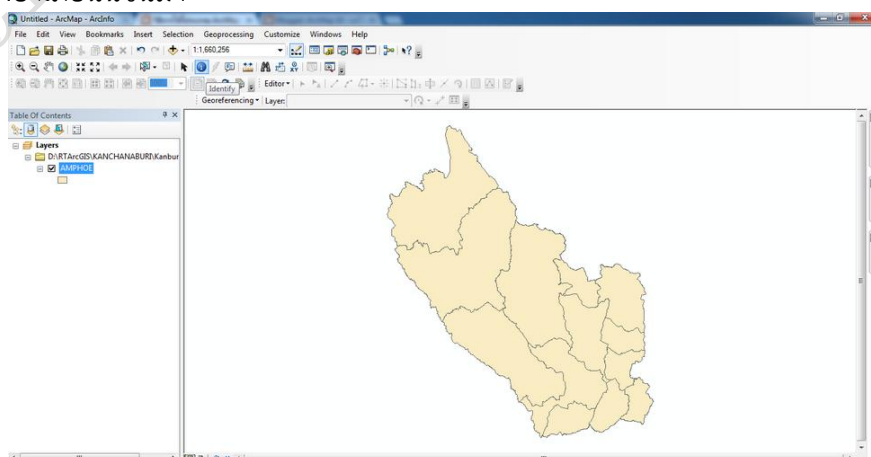 Untitled - ArcMap - ArcInfo
File Edit View Bookmarks Insert Selection Geoprocessing Customize Windows Help
1:1,660,256
Editor
Identify
Georeferencing Layer:
Table Of Contents
Layers
D:\RTArcGIS\KANCHANABURI\Kanbur
AMPHOE